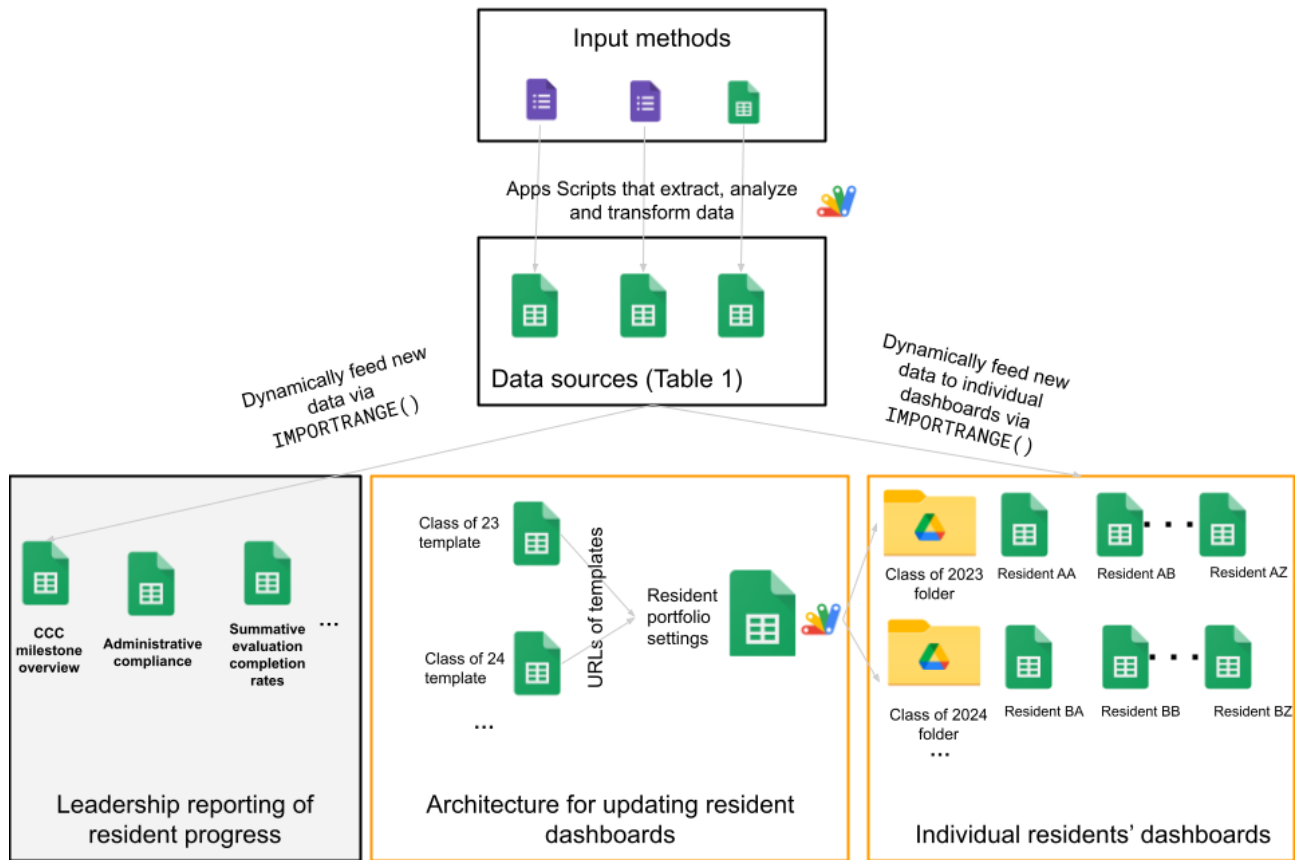 Input methods
Apps Scripts that extract, analyze
and transform data
Data sources (Table 1)
Dynamically feed new
data via
IMPORTRANGE()
Dynamically feed new
data to individual
dashboards via
IMPORTRANGE()
CCC
milestone
overview
Administrative
compliance
Summative
evaluation
completion
rates
...
Leadership reporting of
resident progress
Class of 23
template
Class of 24
template
...
URLs of templates
Resident
portfolio
settings
Architecture for updating resident
dashboards
Class of 2023
folder
Resident AA
Resident AB
. . .
Resident AZ
Class of 2024
folder
...
Resident BA
Resident BB
. . .
Resident BZ
Individual residents’ dashboards